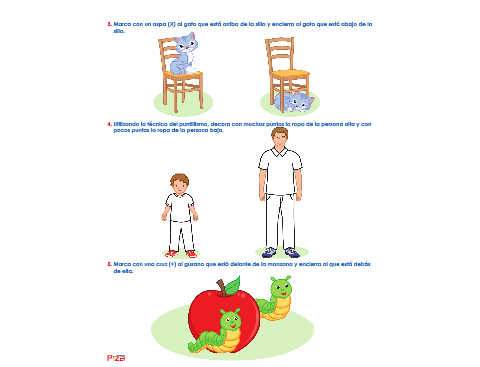 3. Marca con un aspa (X) al gato que está arriba de la silla y encierra al gato que está abajo de la
silla.
4. Utilizando la técnica del puntillismo, decora con muchos puntos la ropa de la persona alta y con
pocos puntos la ropa de la persona baja.
5. Marca con una cruz (+) al gusano que está delante de la manzana y encierra al que está detrás
de ella.